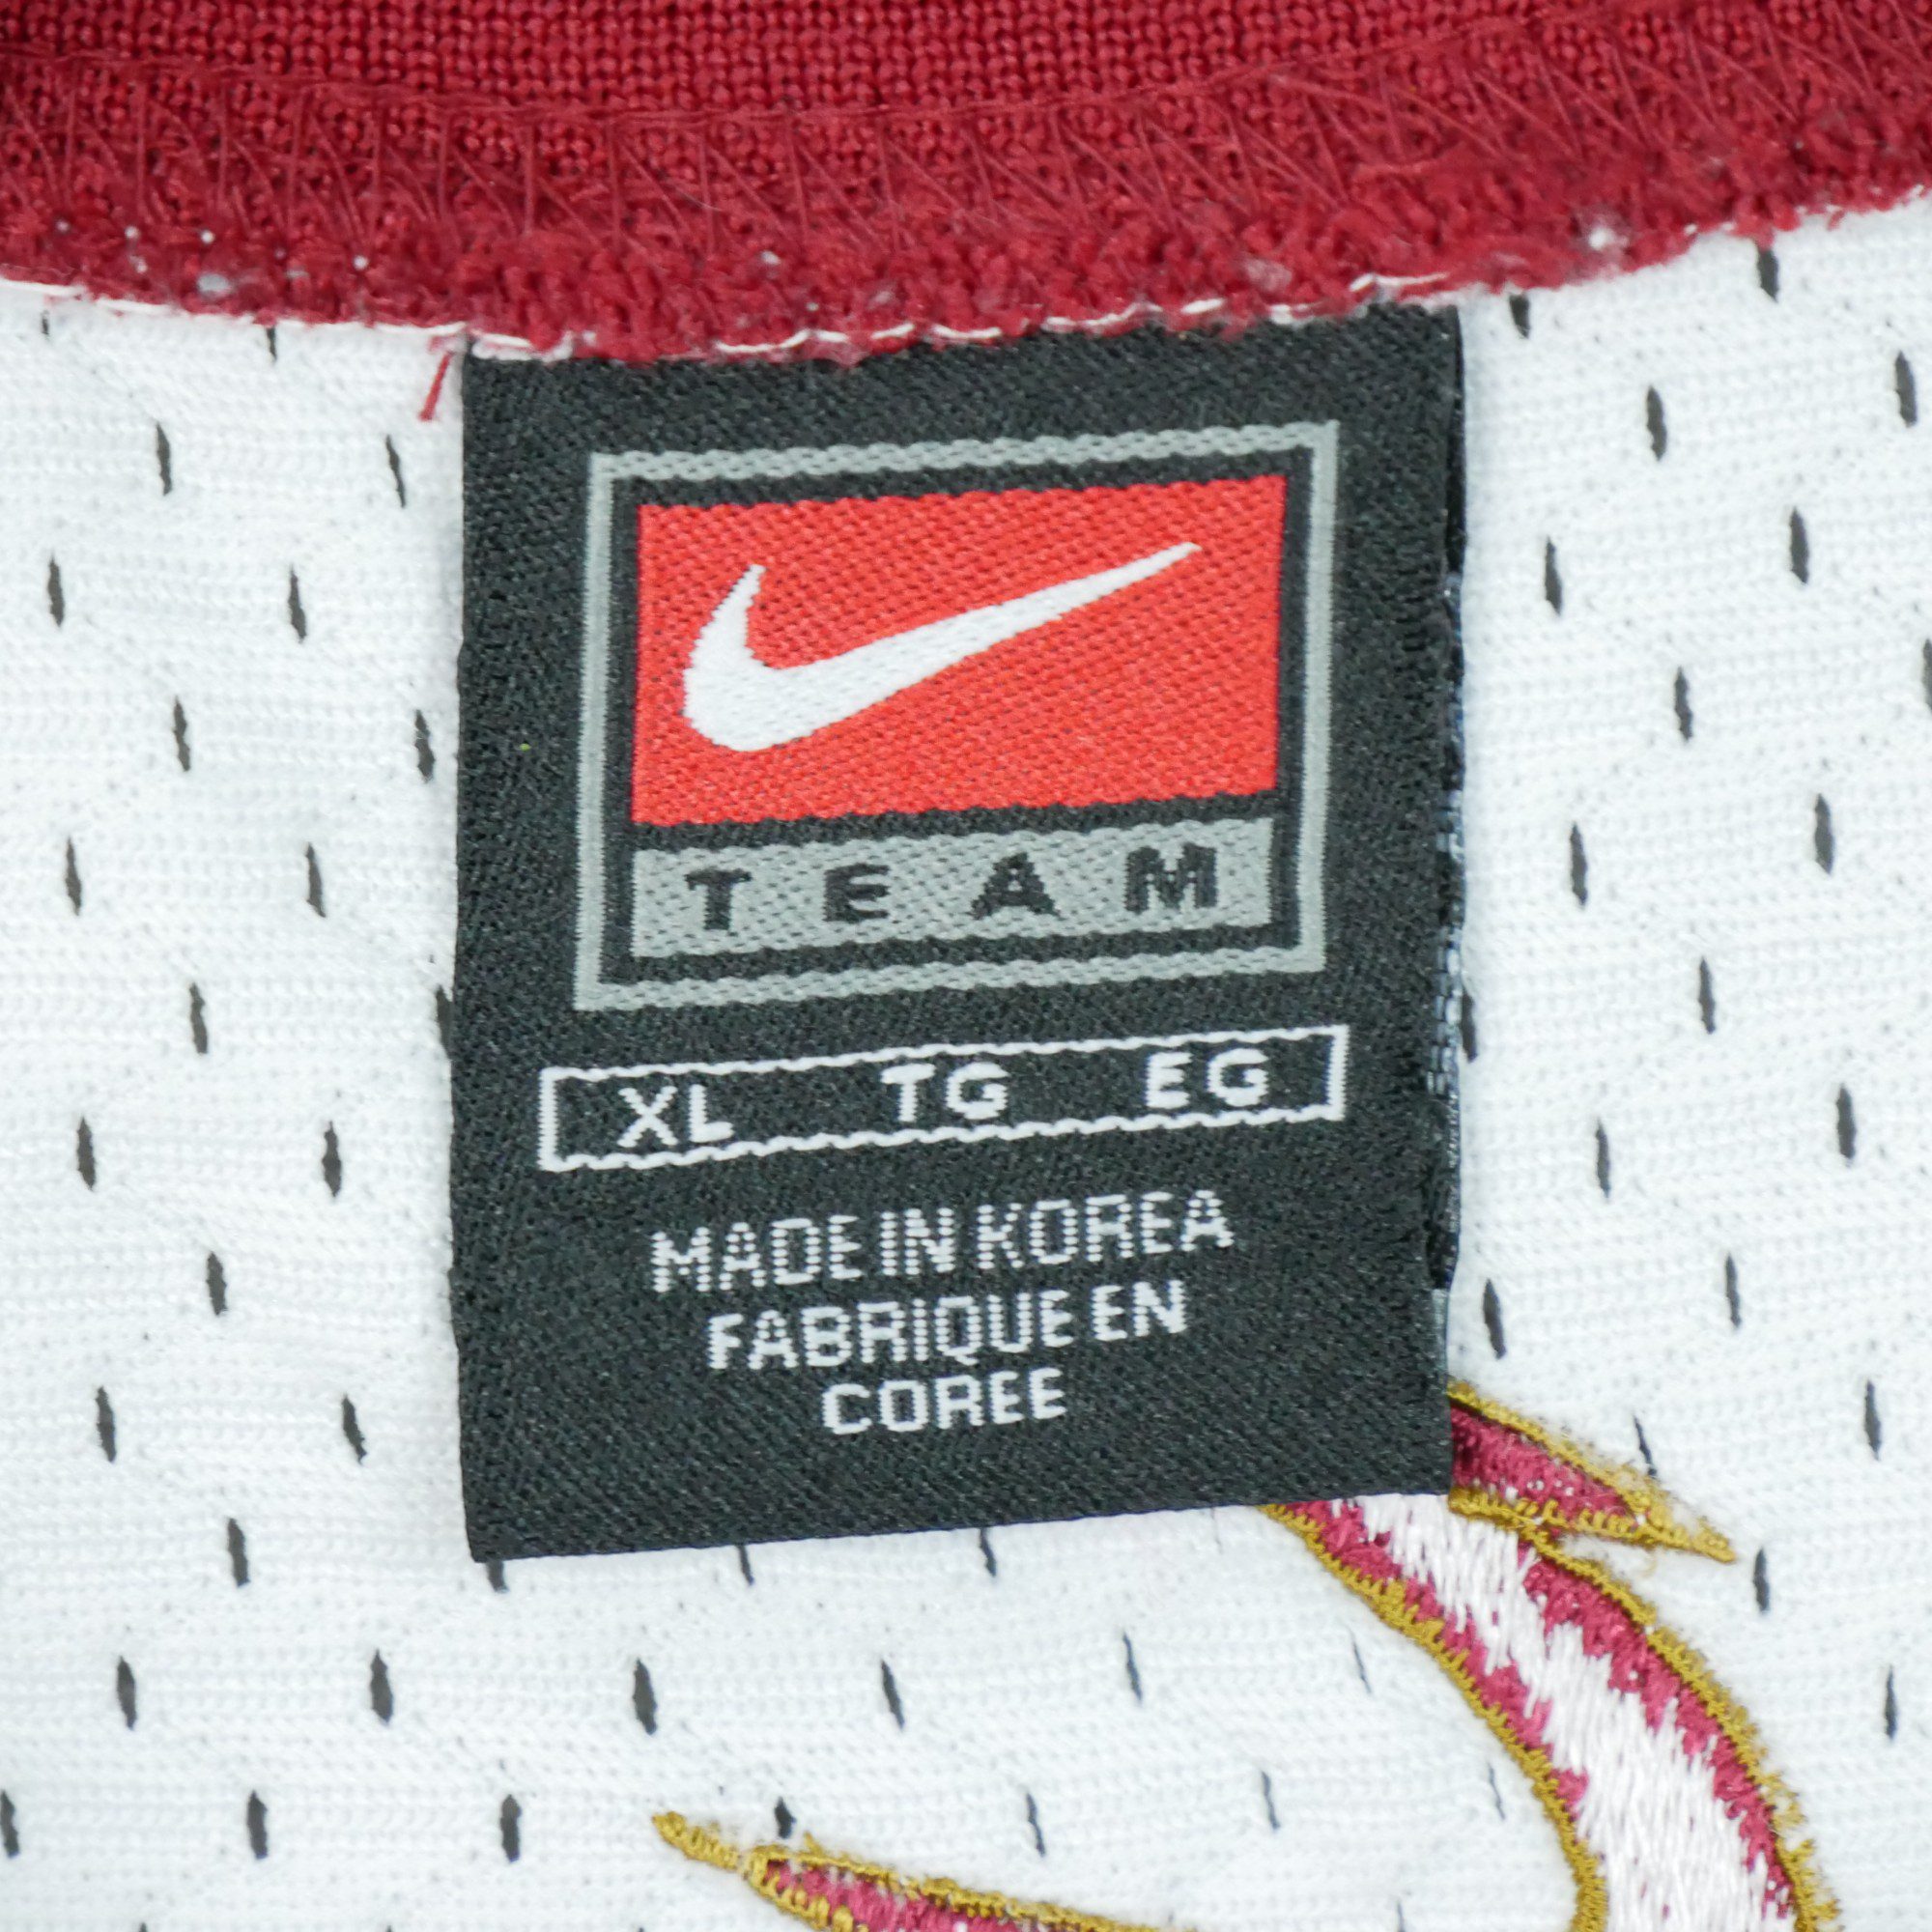 TEAM
XL TG EG
MADE IN KOREA
FABRIQUE EN
COREE